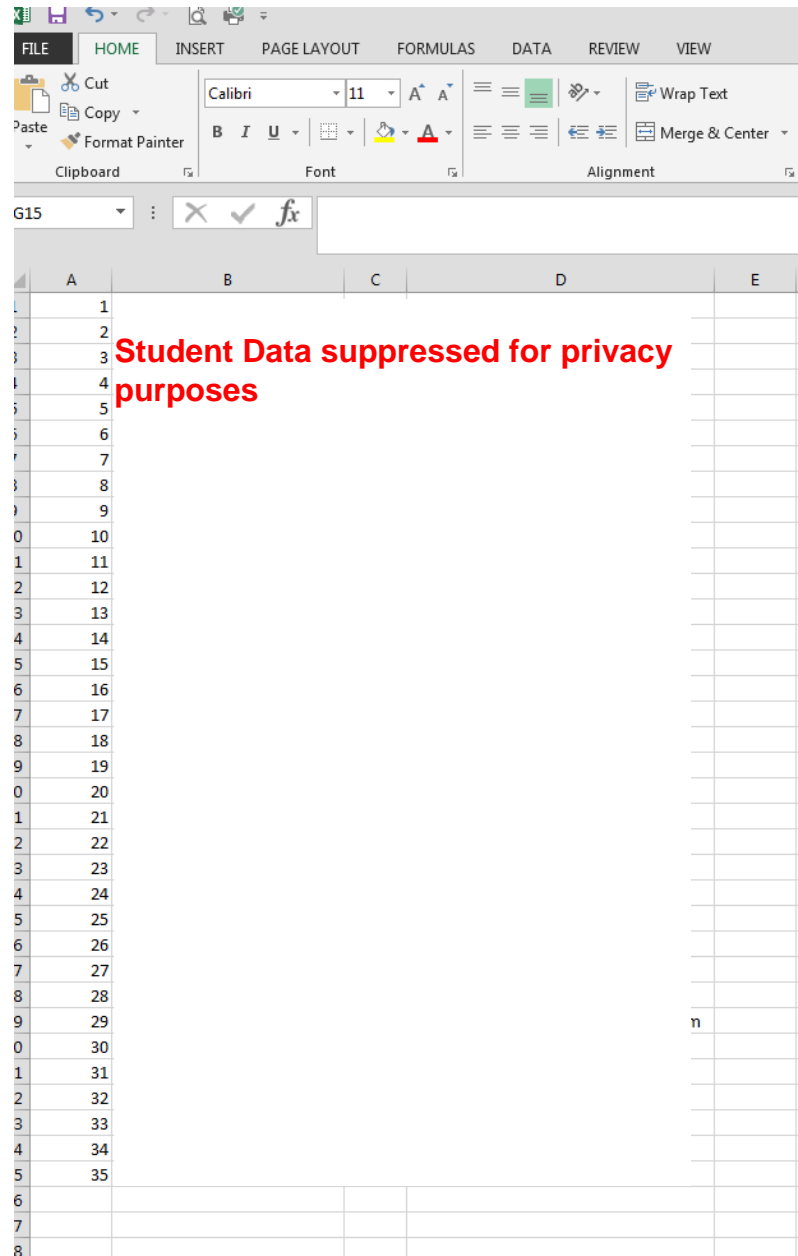 FILE HOME INSERT PAGE LAYOUT FORMULAS DATA REVIEW VIEW
Cut
Copy
Paste
Format Painter
Calibri 11 A A
B I U A
Wrap Text
Merge & Center
Clipboard Font Alignment
G15 fx
A B C D E
1
2
3
4
5
Student Data suppressed for privacy
purposes
6
7
8
9
10
11
12
13
14
15
16
17
18
19
20
21
22
23
24
25
26
27
28
29
30
31
32
33
34
35